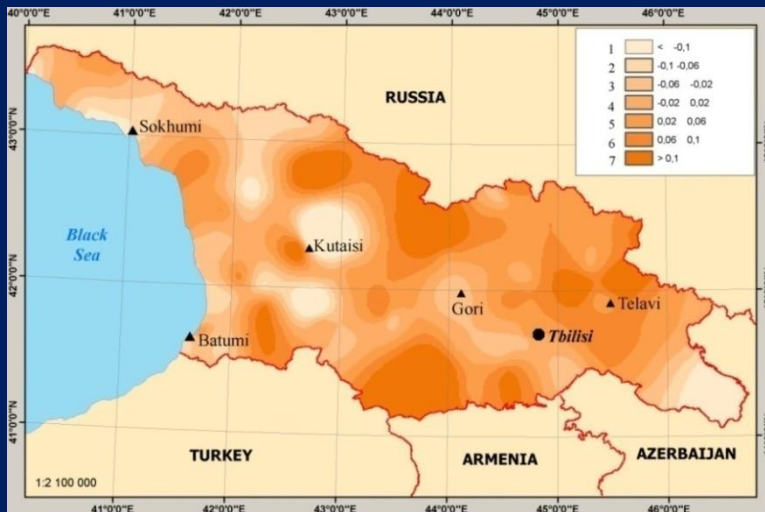 40°0'0"E 41°0'0"E 42°0'0"E 43°0'0"E 44°0'0"E 45°0'0"E 46°0'0"E
1 < -0,1
2 -0,1 -0,06
3 -0,06 -0,02
4 -0,02 0,02
5 0,02 0,06
6 0,06 0,1
7 > 0,1
RUSSIA
43°0'0"N
Sokhumi
Black
Sea
Kutaisi
42°0'0"N
Gori
Telavi
Tbilisi
Batumi
41°0'0"N
TURKEY
ARMENIA
AZERBAIJAN
1:2 100 000
41°0'0"E 42°0'0"E 43°0'0"E 44°0'0"E 45°0'0"E 46°0'0"E